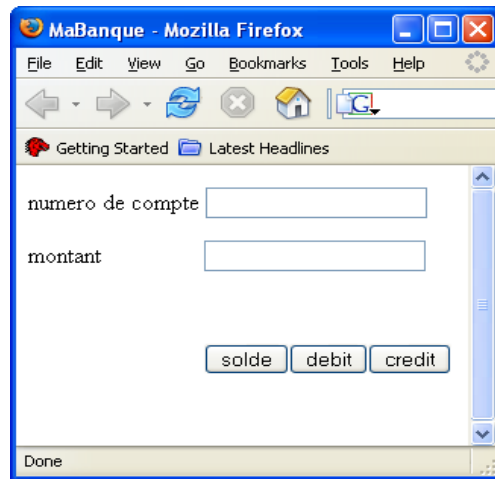 MaBanque - Mozilla Firefox
File Edit View Go Bookmarks Tools Help
G
Getting Started Latest Headlines
numero de compte
montant
solde debit credit
Done